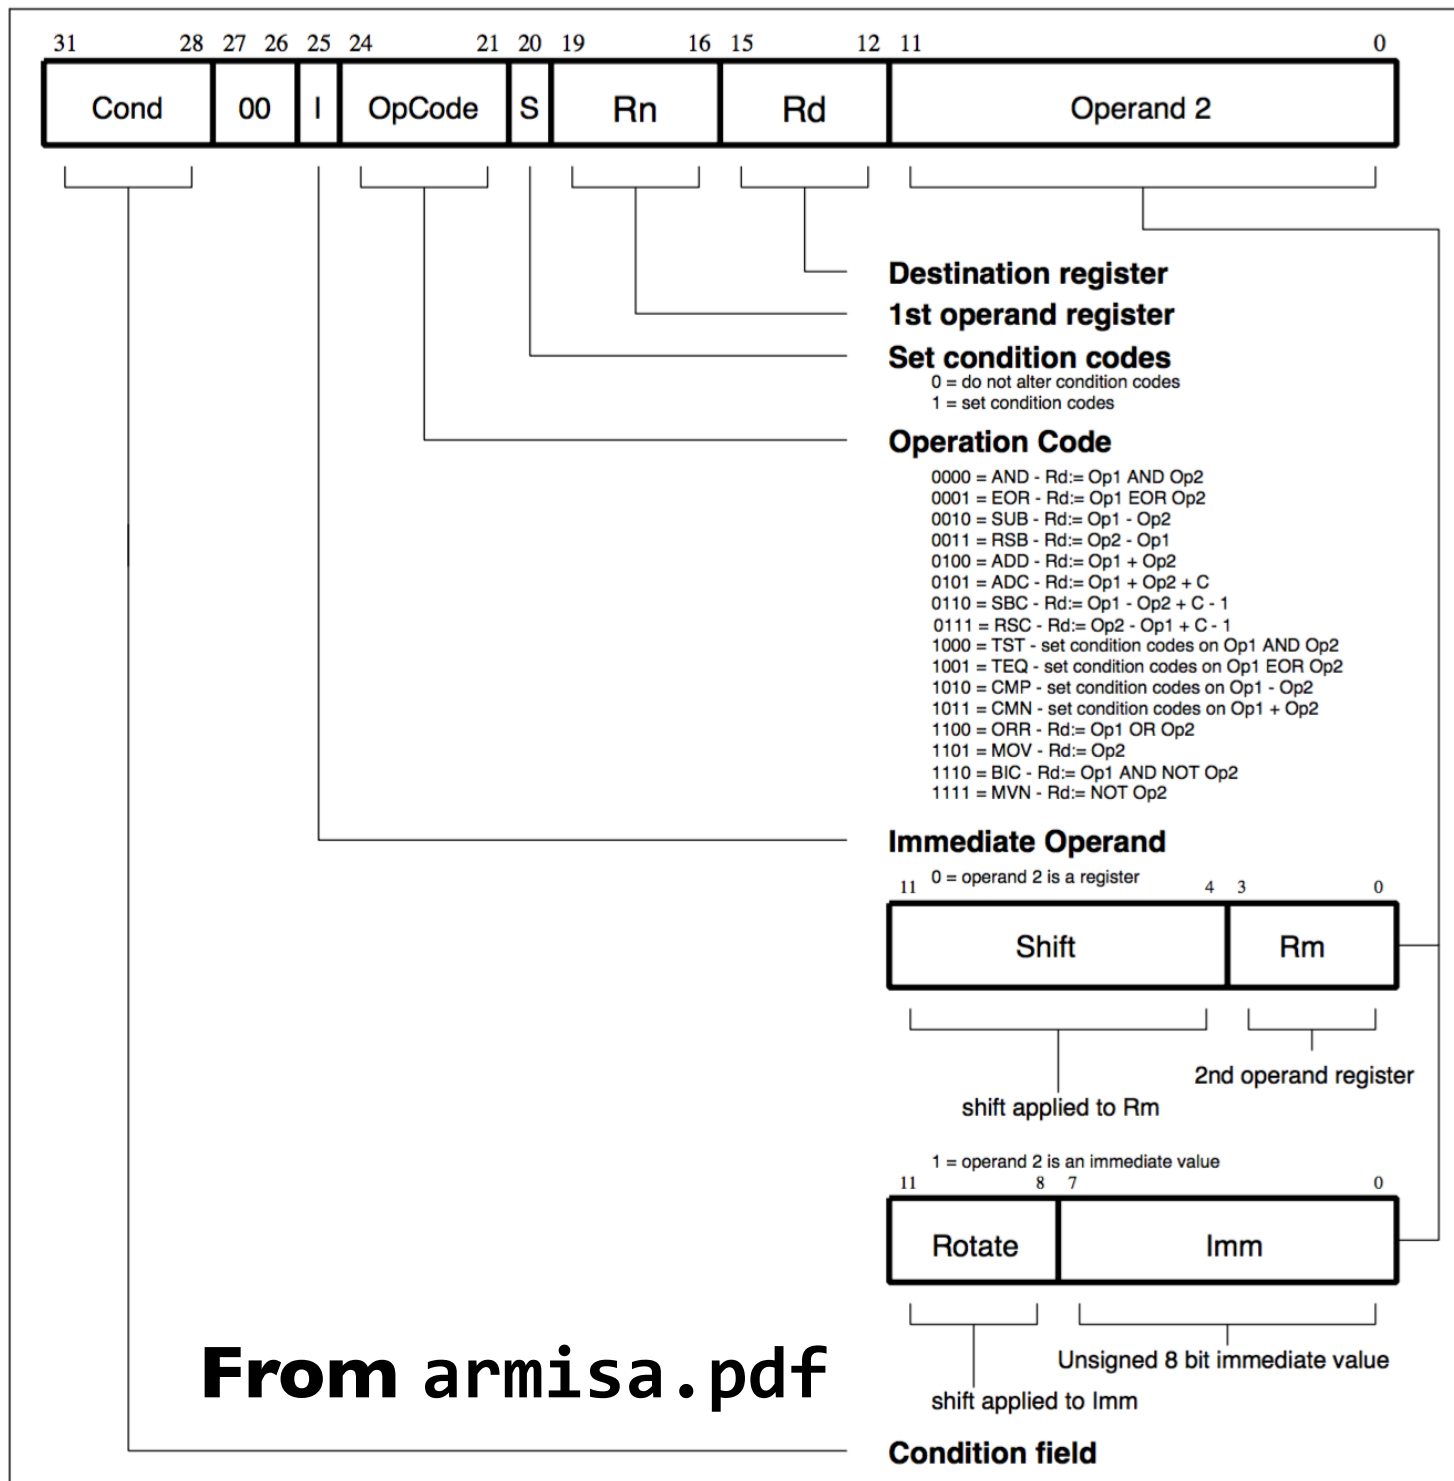 31 28 27 26 25 24 21 20 19 16 15 12 11 0
Cond 00 I OpCode S Rn Rd Operand 2
Destination register
1st operand register
Set condition codes
0 = do not alter condition codes
1 = set condition codes
Operation Code
0000 = AND - Rd:= Op1 AND Op2
0001 = EOR - Rd:= Op1 EOR Op2
0010 = SUB - Rd:= Op1 - Op2
0011 = RSB - Rd:= Op2 - Op1
0100 = ADD - Rd:= Op1 + Op2
0101 = ADC - Rd:= Op1 + Op2 + C
0110 = SBC - Rd:= Op1 - Op2 + C - 1
0111 = RSC - Rd:= Op2 - Op1 + C - 1
1000 = TST - set condition codes on Op1 AND Op2
1001 = TEQ - set condition codes on Op1 EOR Op2
1010 = CMP - set condition codes on Op1 - Op2
1011 = CMN - set condition codes on Op1 + Op2
1100 = ORR - Rd:= Op1 OR Op2
1101 = MOV - Rd:= Op2
1110 = BIC - Rd:= Op1 AND NOT Op2
1111 = MVN - Rd:= NOT Op2
Immediate Operand
0 = operand 2 is a register
11 4 3 0
Shift Rm
2nd operand register
shift applied to Rm
1 = operand 2 is an immediate value
11 8 7 0
Rotate Imm
Unsigned 8 bit immediate value
shift applied to Imm
From armisa.pdf
Condition field